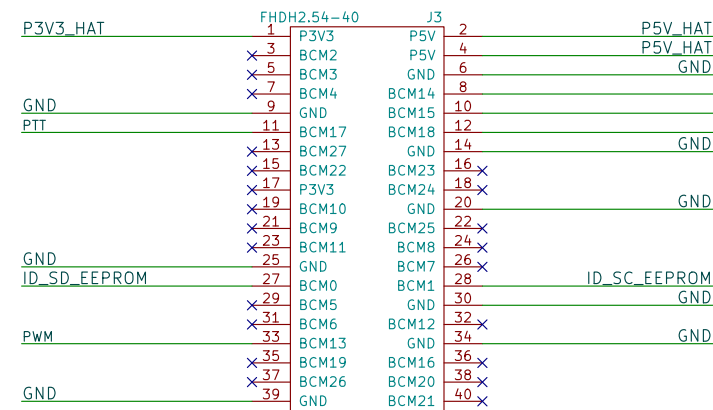 FHDH2.54-40 J3
P3V3_HAT 1 P3V3 P5V 2 P5V_HAT
3 BCM2 P5V 4 P5V_HAT
5 BCM3 GND 6 GND
7 BCM4 BCM14 8
GND 9 GND BCM15 10
PTT 11 BCM17 BCM18 12
13 BCM27 GND 14 GND
15 BCM22 BCM23 16
17 P3V3 BCM24 18
19 BCM10 GND 20 GND
21 BCM9 BCM25 22
23 BCM11 BCM8 24
GND 25 GND BCM7 26
ID_SD_EEPROM 27 BCM0 BCM1 28 ID_SC_EEPROM
29 BCM5 GND 30 GND
31 BCM6 BCM12 32
PWM 33 BCM13 GND 34 GND
35 BCM19 BCM16 36
37 BCM26 BCM20 38
GND 39 GND BCM21 40